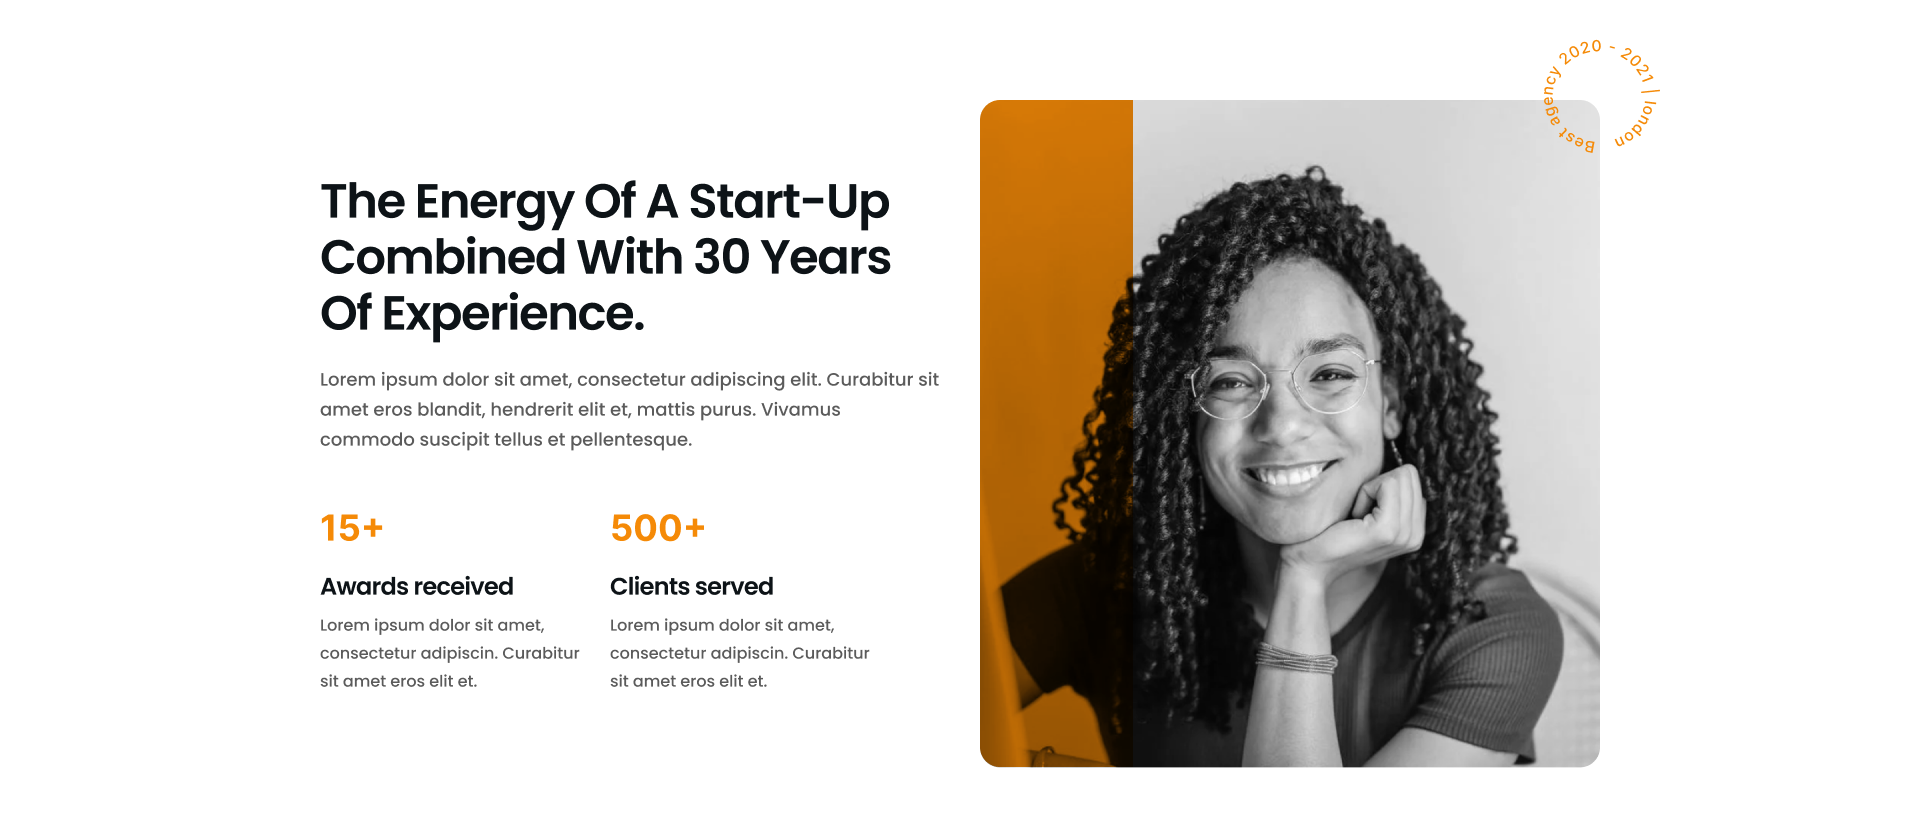 The Energy Of A Start-Up
Combined With 30 Years
Of Experience.
Lorem ipsum dolor sit amet, consectetur adipiscing elit. Curabitur sit
amet eros blandit, hendrerit elit et, mattis purus. Vivamus
commodo suscipit tellus et pellentesque.
15+
Awards received
Lorem ipsum dolor sit amet,
consectetur adipiscin. Curabitur
sit amet eros elit et.
500+
Clients served
Lorem ipsum dolor sit amet,
consectetur adipiscin. Curabitur
sit amet eros elit et.
Best agency 2020 - 2021 | london